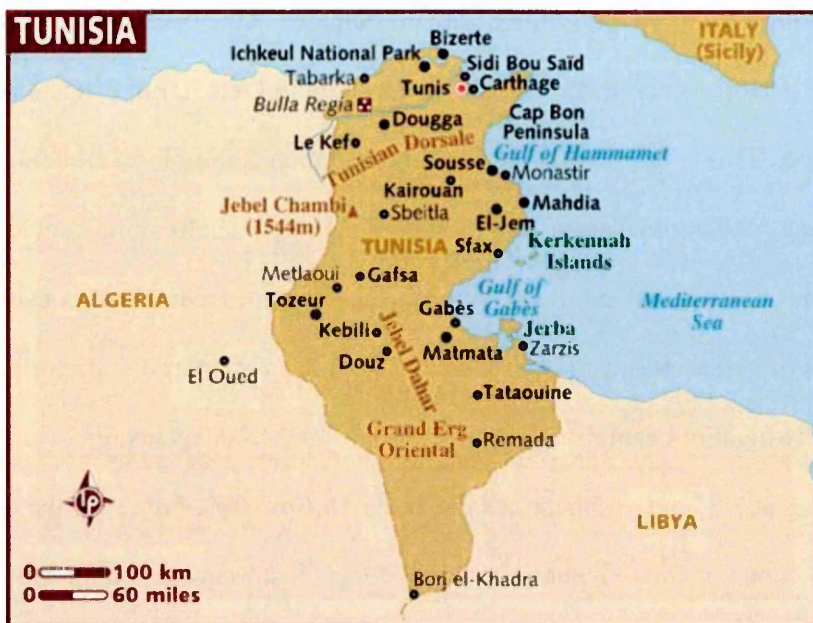 TUNISIA
ITALY
(Sicily)
Bizerte
Ichkeul National Park
Sidi Bou Saïd
Tabarka
Tunis
Carthage
Bulla Regia
Cap Bon
Peninsula
Dougga
Le Kef
Tunisian Dorsale
Gulf of Hammamet
Sousse
Monastir
Kairouan
Jebel Chambi
(1544m)
Sbeitla
Mahdia
El-Jem
TUNISIA
Sfax
Kerkennah
Islands
Metlaoui
Gafsa
ALGERIA
Tozeur
Gulf of
Gabès
Mediterranean
Sea
Gabès
Kebili
Jebel Dahar
Jerba
Zarzis
Douz
Matmata
El Oued
Tataouine
Grand Erg
Oriental
Remada
LP
LIBYA
0 100 km
0 60 miles
Borj el-Khadra